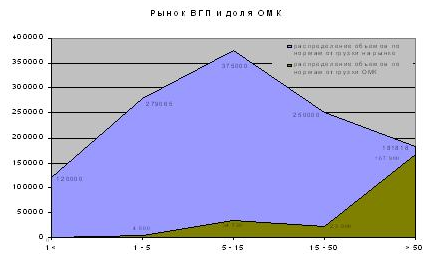 Рынок ВГП и доля ОМК
распределение объемов по
нормам отгрузки на рынке
распределение объемов по
нормам отгрузки ОМК
400000
350000
300000
250000
200000
150000
100000
50000
0
120000
375000
250000
1 <
1 - 5
5 - 15
15 - 50
> 50